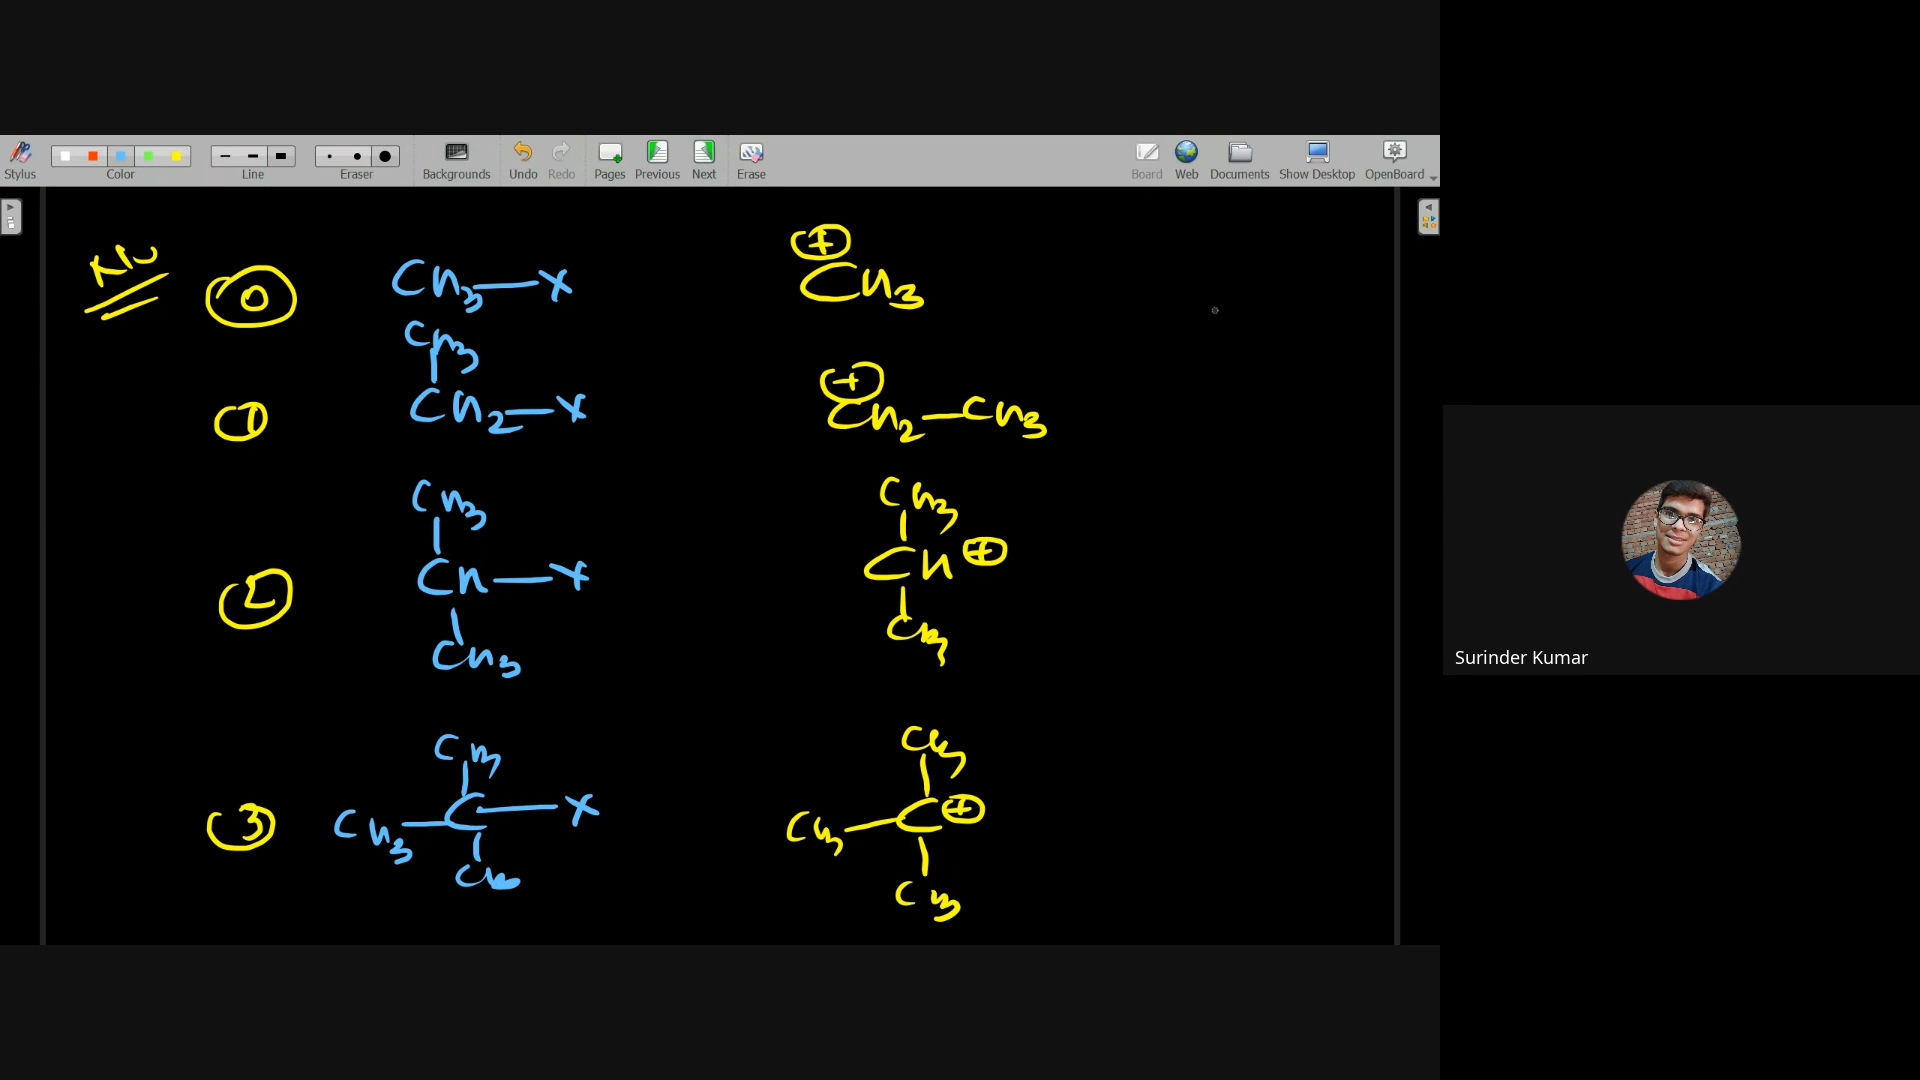 Stylus Color Line Eraser Backgrounds Undo Redo Pages Previous Next Erase Board Web Documents Show Desktop OpenBoard
0 CH3—X ⊕CH3
CH3
1 CH2—X ⊕CH2—CH3
CH3 CH3
2 CH—X CH⊕
CH3 CH3
Surinder Kumar
CH3 CH3
3 CH3—C—X CH3—C⊕
CH3 CH3